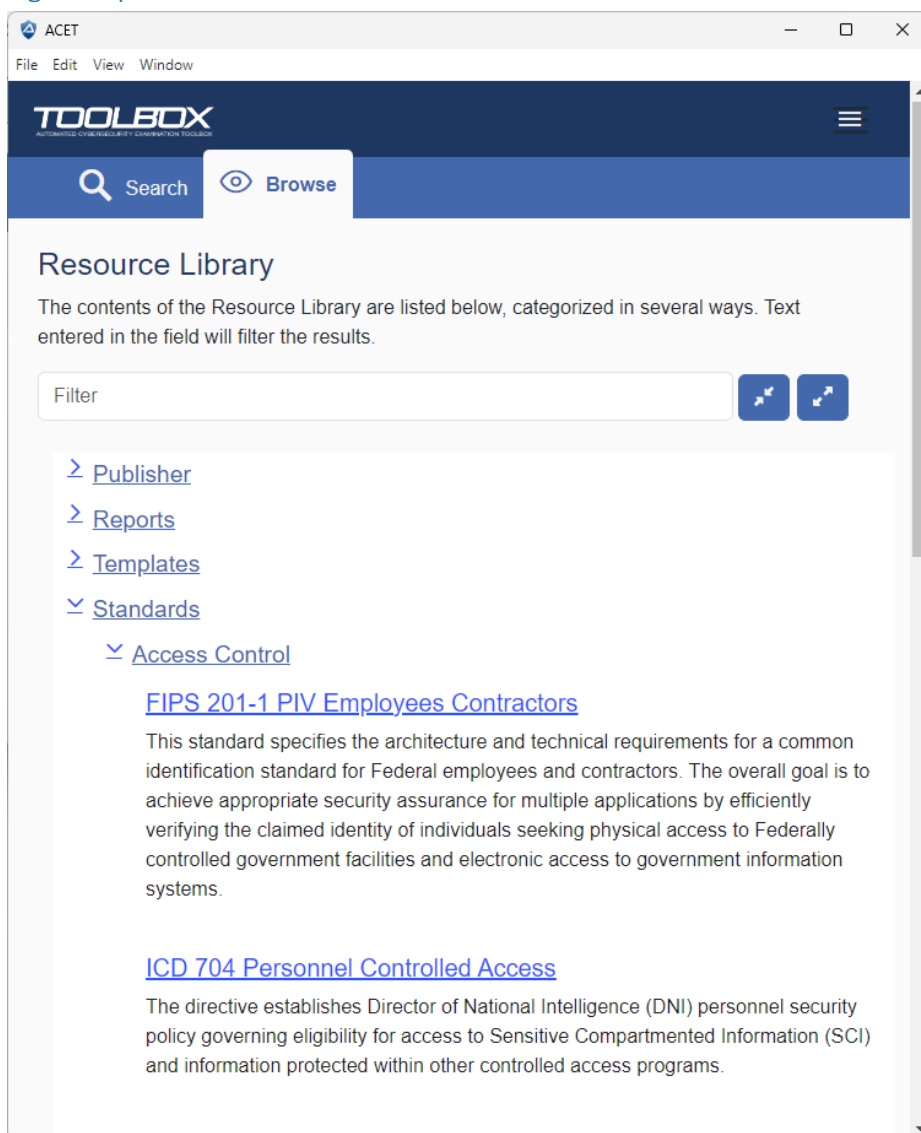 ACET
File Edit View Window
TOOLBOX
AUTOMATED CYBERSECURITY EXAMINATION TOOLBOX
Search Browse
Resource Library
The contents of the Resource Library are listed below, categorized in several ways. Text
entered in the field will filter the results.
Filter
Publisher
Reports
Templates
Standards
Access Control
FIPS 201-1 PIV Employees Contractors
This standard specifies the architecture and technical requirements for a common
identification standard for Federal employees and contractors. The overall goal is to
achieve appropriate security assurance for multiple applications by efficiently
verifying the claimed identity of individuals seeking physical access to Federally
controlled government facilities and electronic access to government information
systems.
ICD 704 Personnel Controlled Access
The directive establishes Director of National Intelligence (DNI) personnel security
policy governing eligibility for access to Sensitive Compartmented Information (SCI)
and information protected within other controlled access programs.